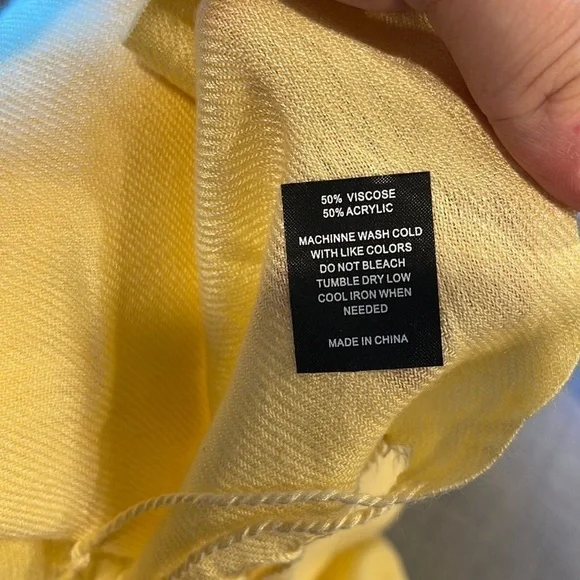 50% VISCOSE
50% ACRYLIC
MACHINNE WASH COLD
WITH LIKE COLORS
DO NOT BLEACH
TUMBLE DRY LOW
COOL IRON WHEN
NEEDED
MADE IN CHINA